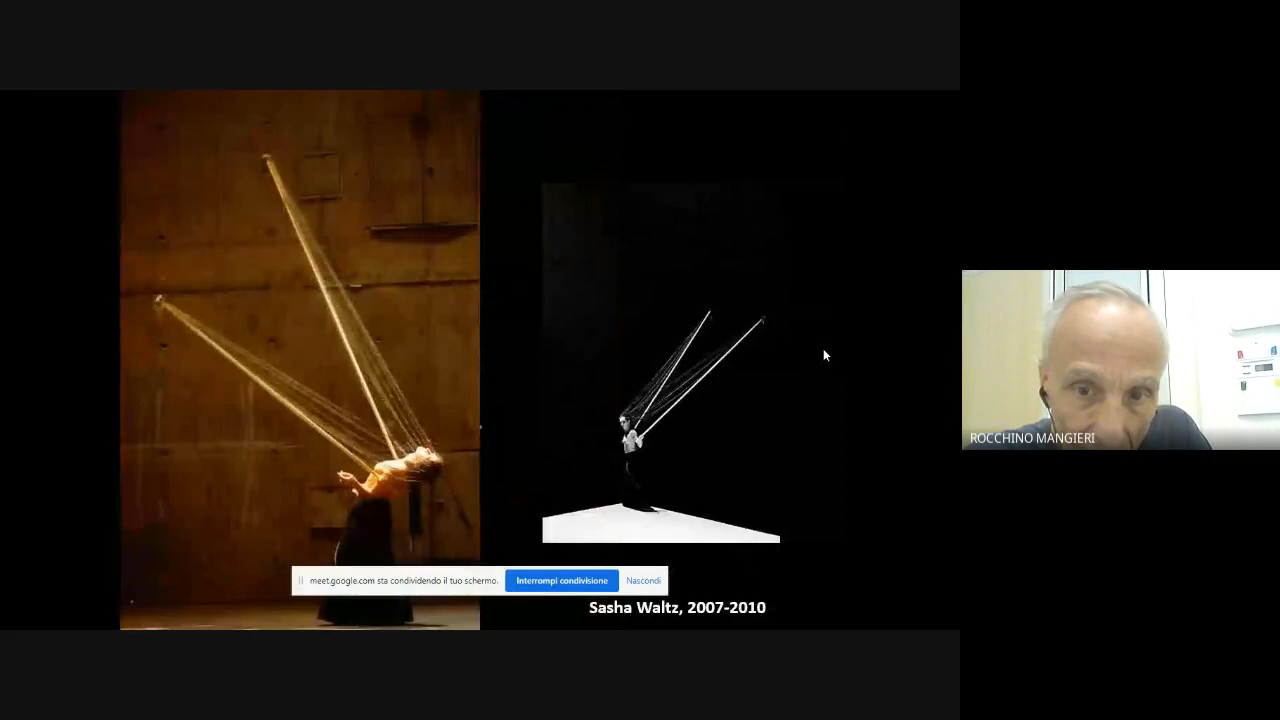 meet.google.com sta condividendo il tuo schermo. Interrompi condivisione Nascondi
Sasha Waltz, 2007-2010
ROCCHINO MANGIERI